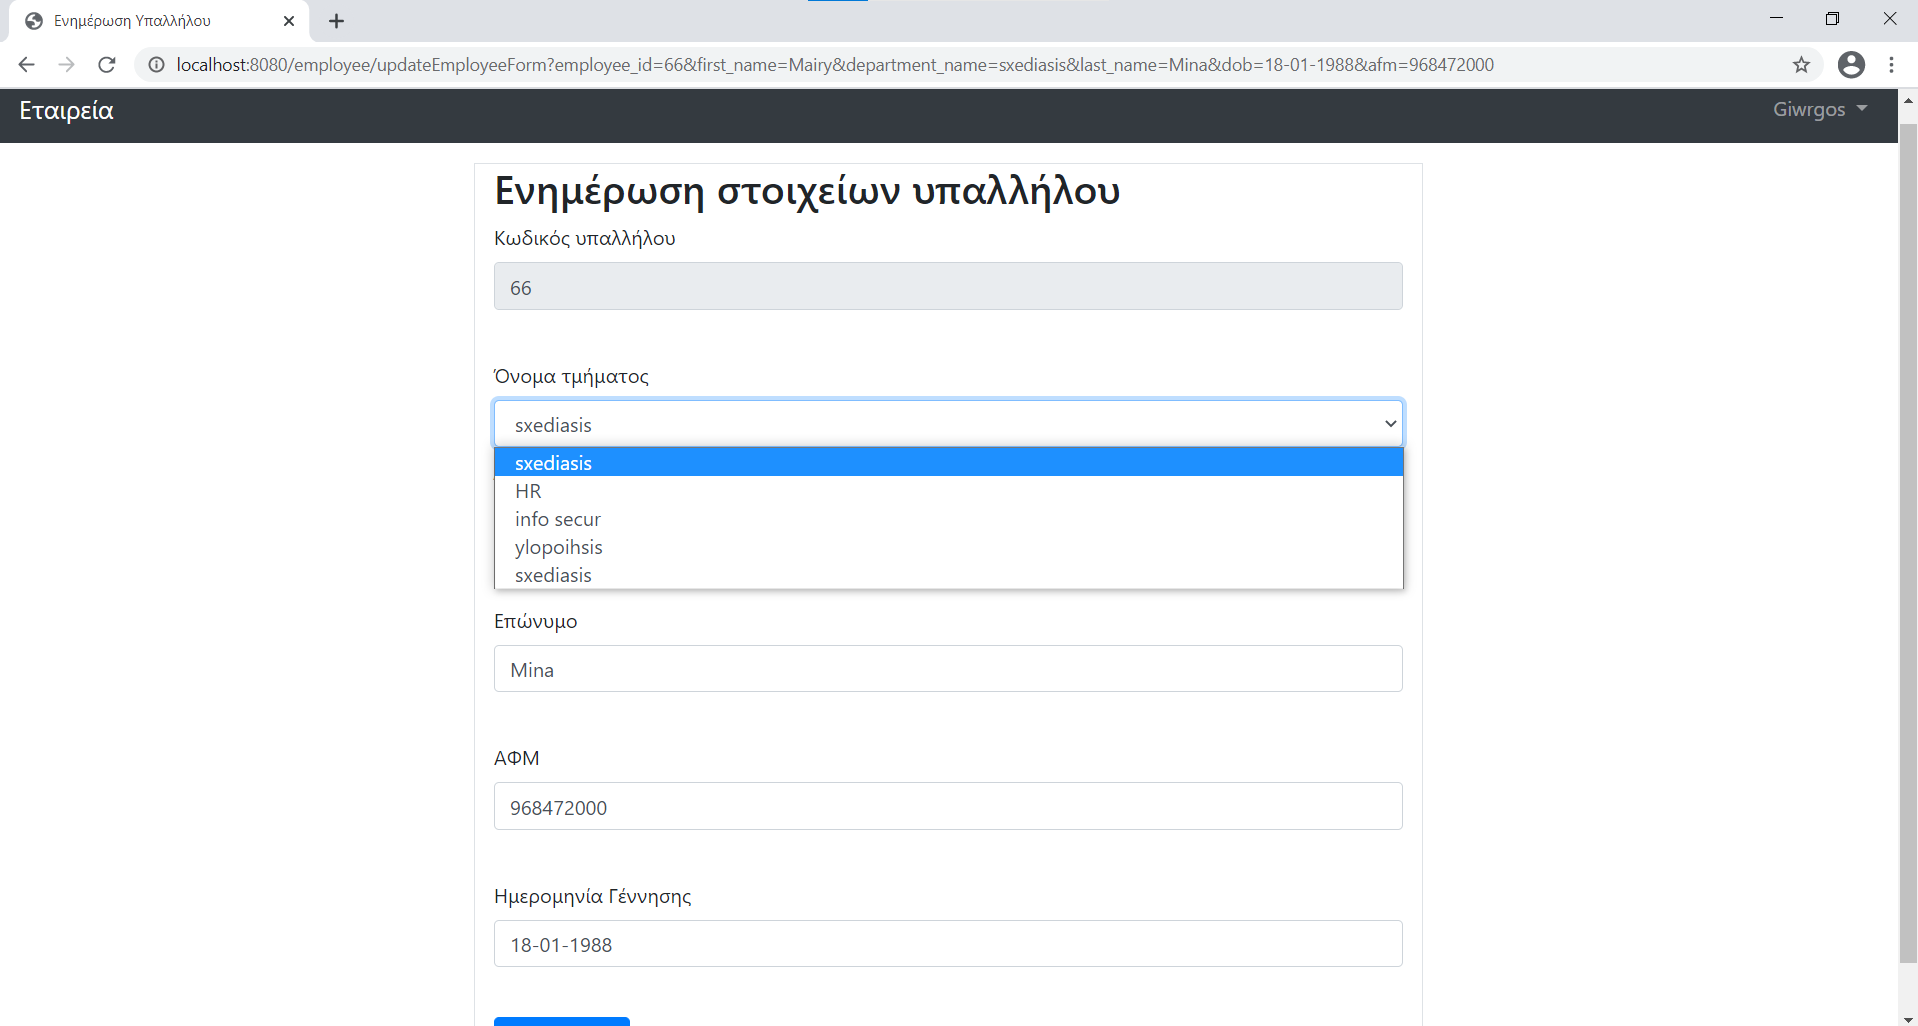 Ενημέρωση Υπαλλήλου
localhost:8080/employee/updateEmployeeForm?employee_id=66&first_name=Mairy&department_name=sxediasis&last_name=Mina&dob=18-01-1988&afm=968472000
Εταιρεία
Giwrgos
Ενημέρωση στοιχείων υπαλλήλου
Κωδικός υπαλλήλου
66
Όνομα τμήματος
sxediasis
sxediasis
HR
info secur
ylopoihsis
sxediasis
Επώνυμο
Mina
ΑΦΜ
968472000
Ημερομηνία Γέννησης
18-01-1988